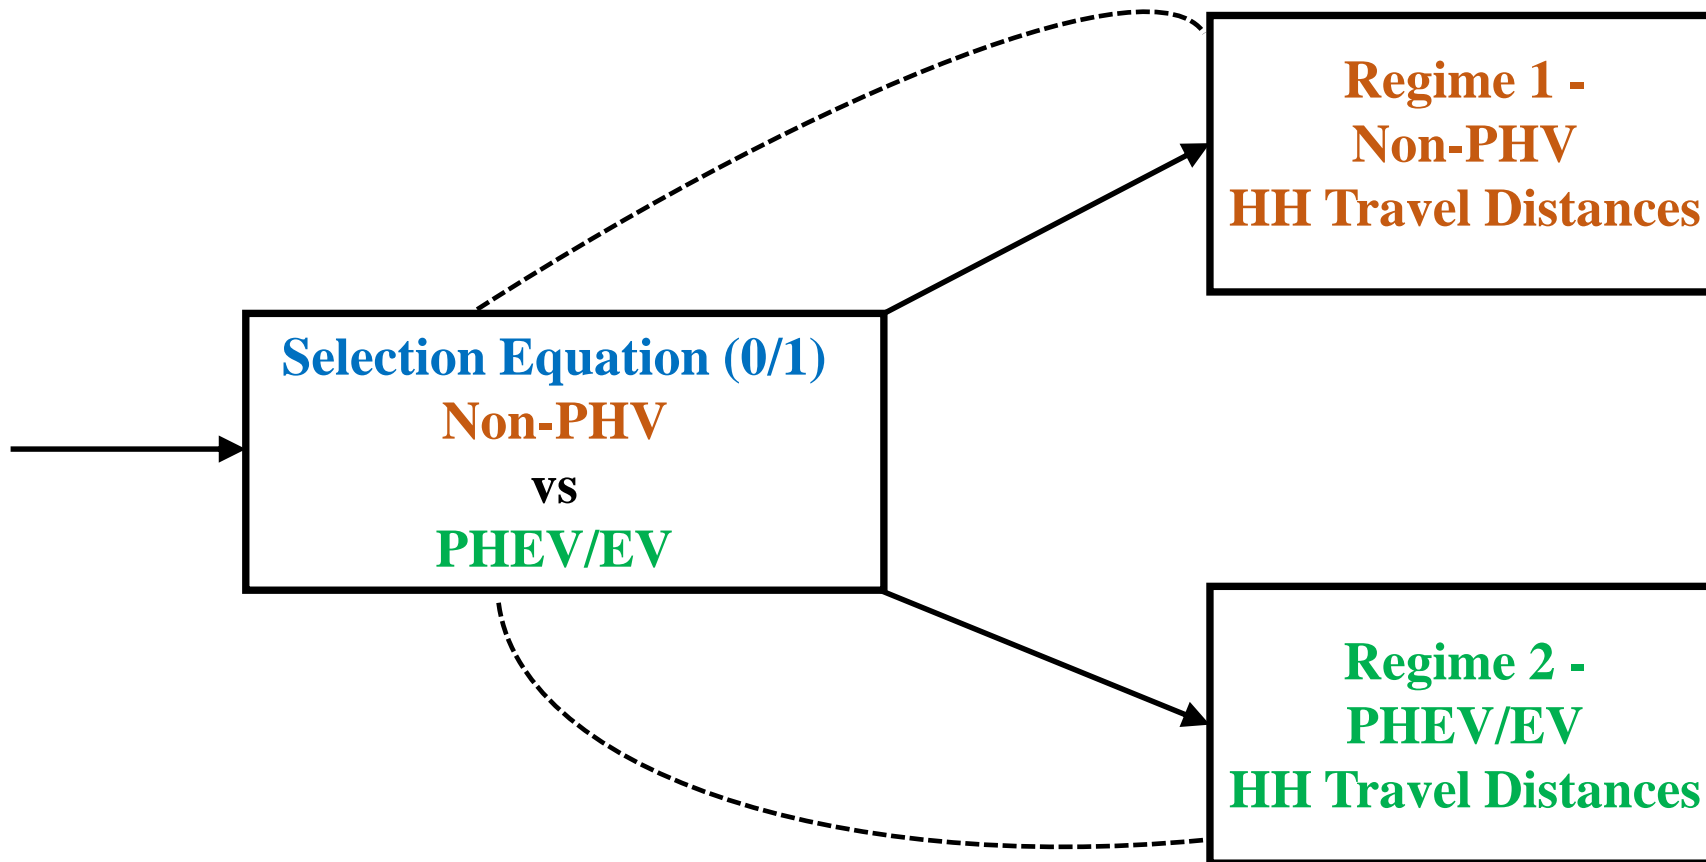 Regime 1 -
Non-PHV
HH Travel Distances
Selection Equation (0/1)
Non-PHV
vs
PHEV/EV
Regime 2 -
PHEV/EV
HH Travel Distances